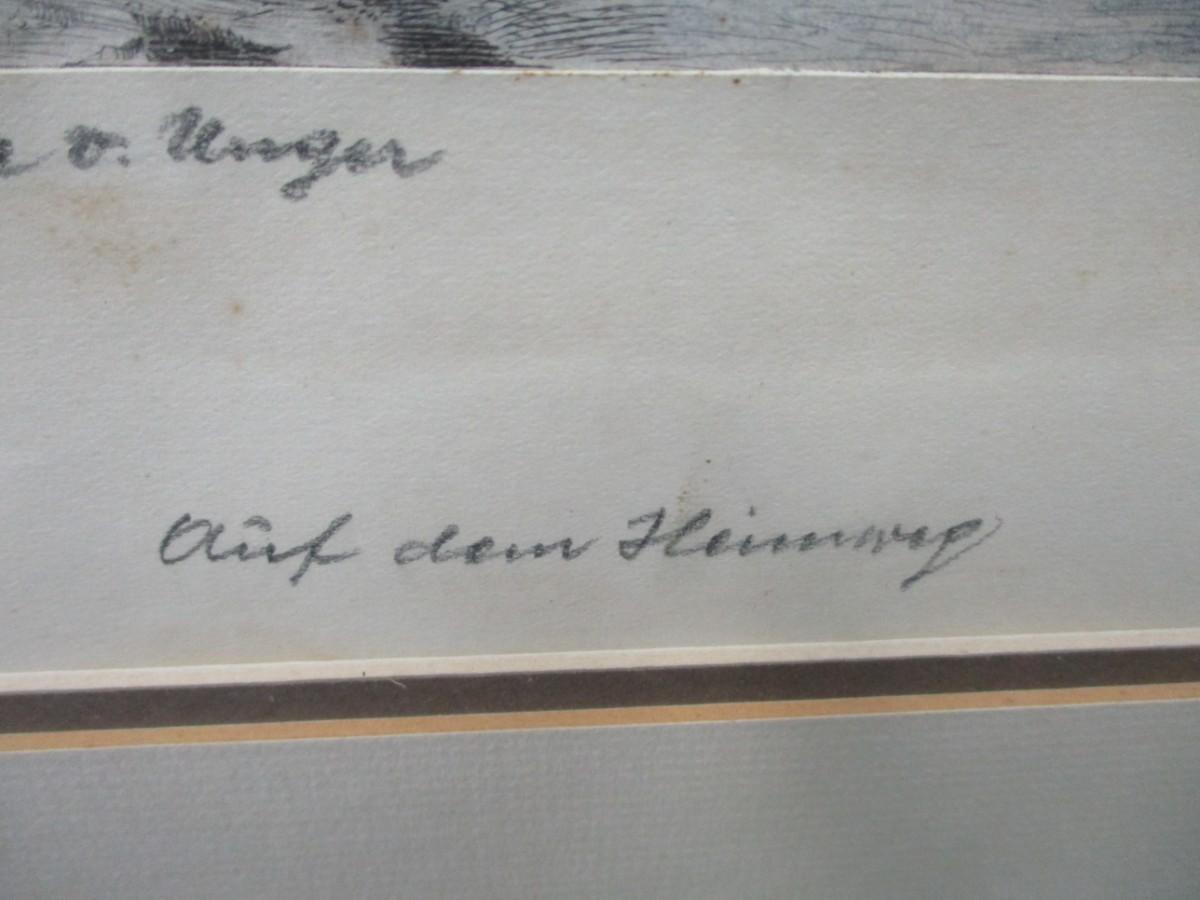 v. Unger
Auf dem Heimweg